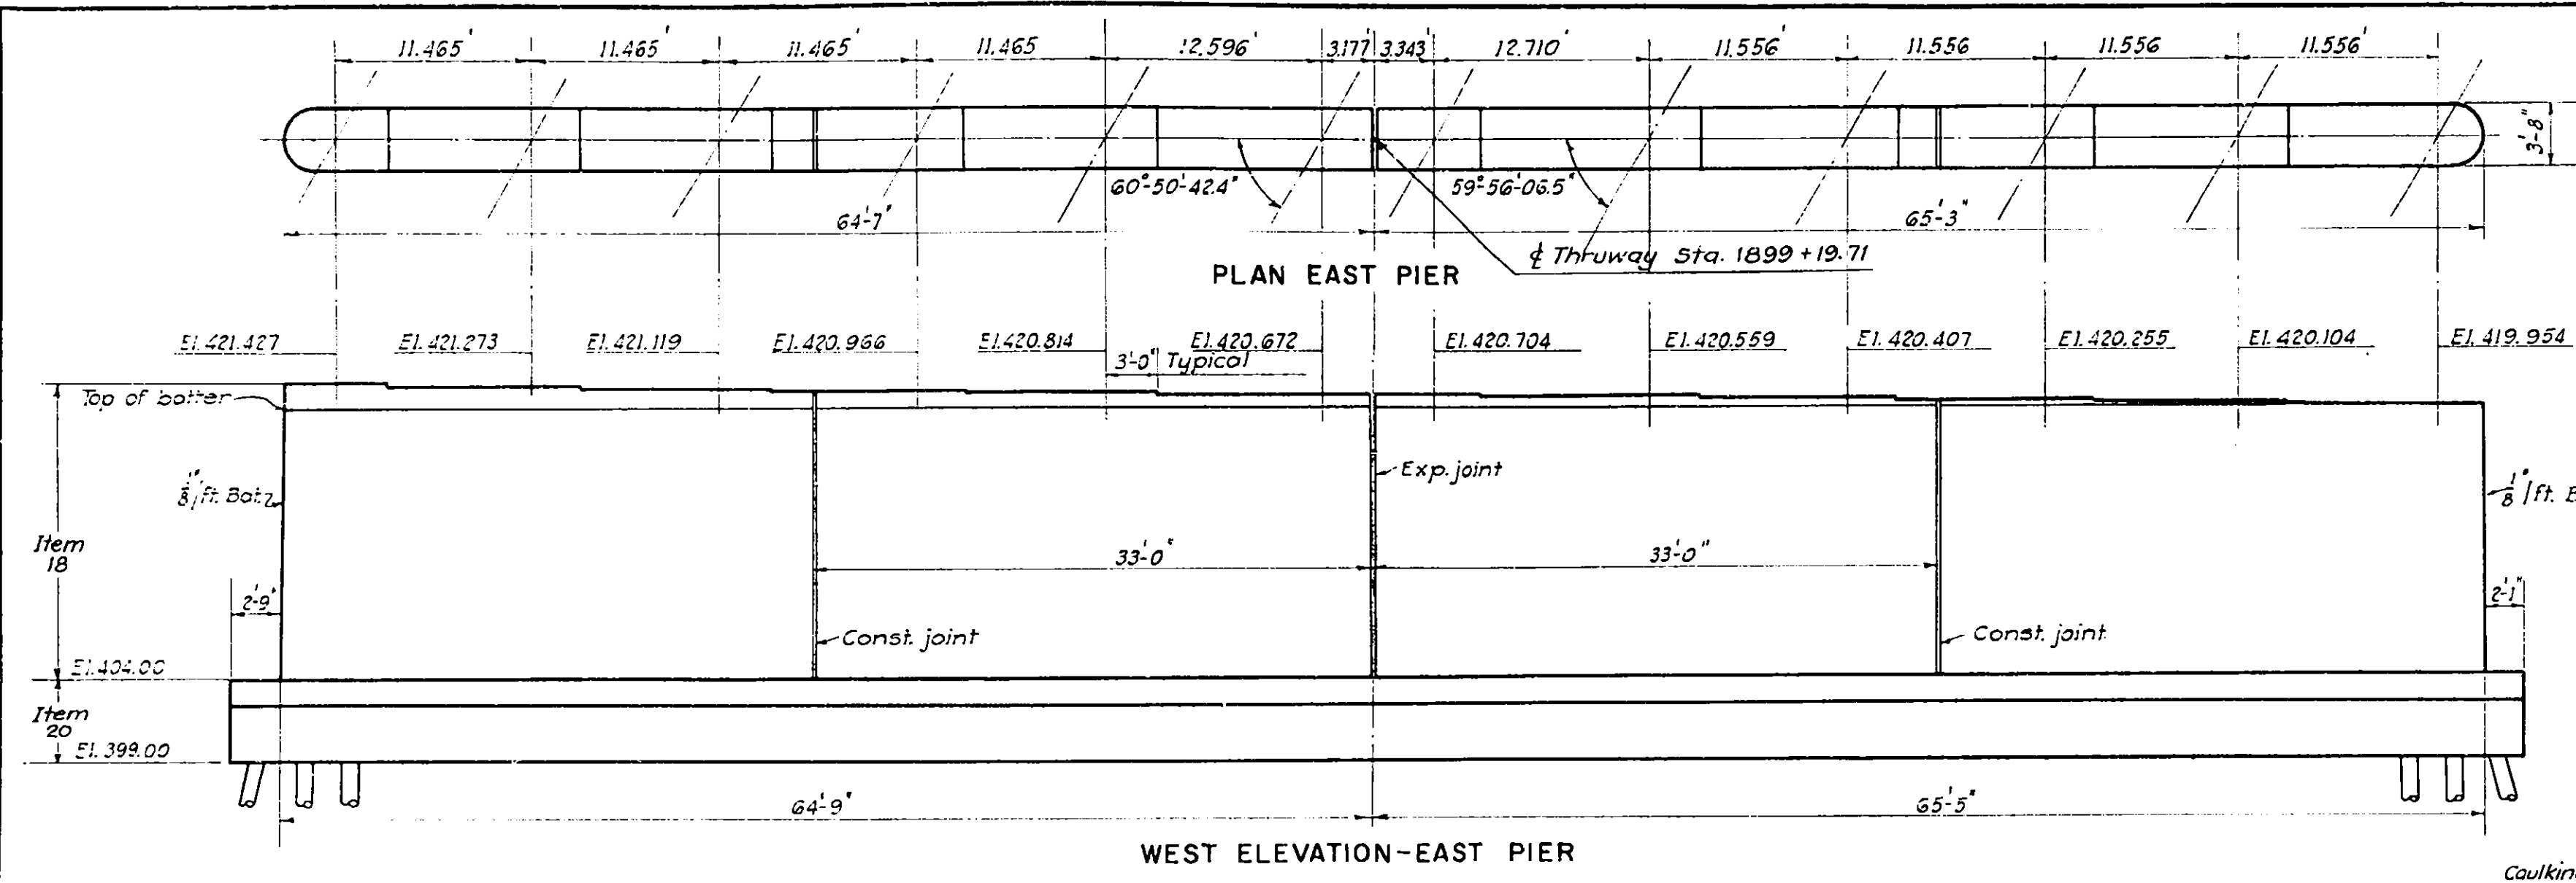 11.465' 11.465' 11.465' 11.465 12.596' 3.177' 3.343' 12.710' 11.556' 11.556 11.556 11.556'
3'-8"
60°-50'-42.4" 59°-56'-06.5"
64'-7" 65'-3"
℄ Thruway Sta. 1899+19.71
PLAN EAST PIER
El. 421.427 El. 421.273 El. 421.119 El. 420.966 El. 420.814 El. 420.672 El. 420.704 El. 420.559 El. 420.407 El. 420.255 El. 420.104 El. 419.954
3'-0" Typical
Top of batter
Exp. joint
1/8"/ft. Bat.
1/8"/ft. B
Item
18
33'-0" 33'-0"
2'-9" 2'-1"
Const. joint Const. joint
El. 404.00
Item
20
El. 399.00
64'-9" 65'-5"
WEST ELEVATION-EAST PIER
Caulkin